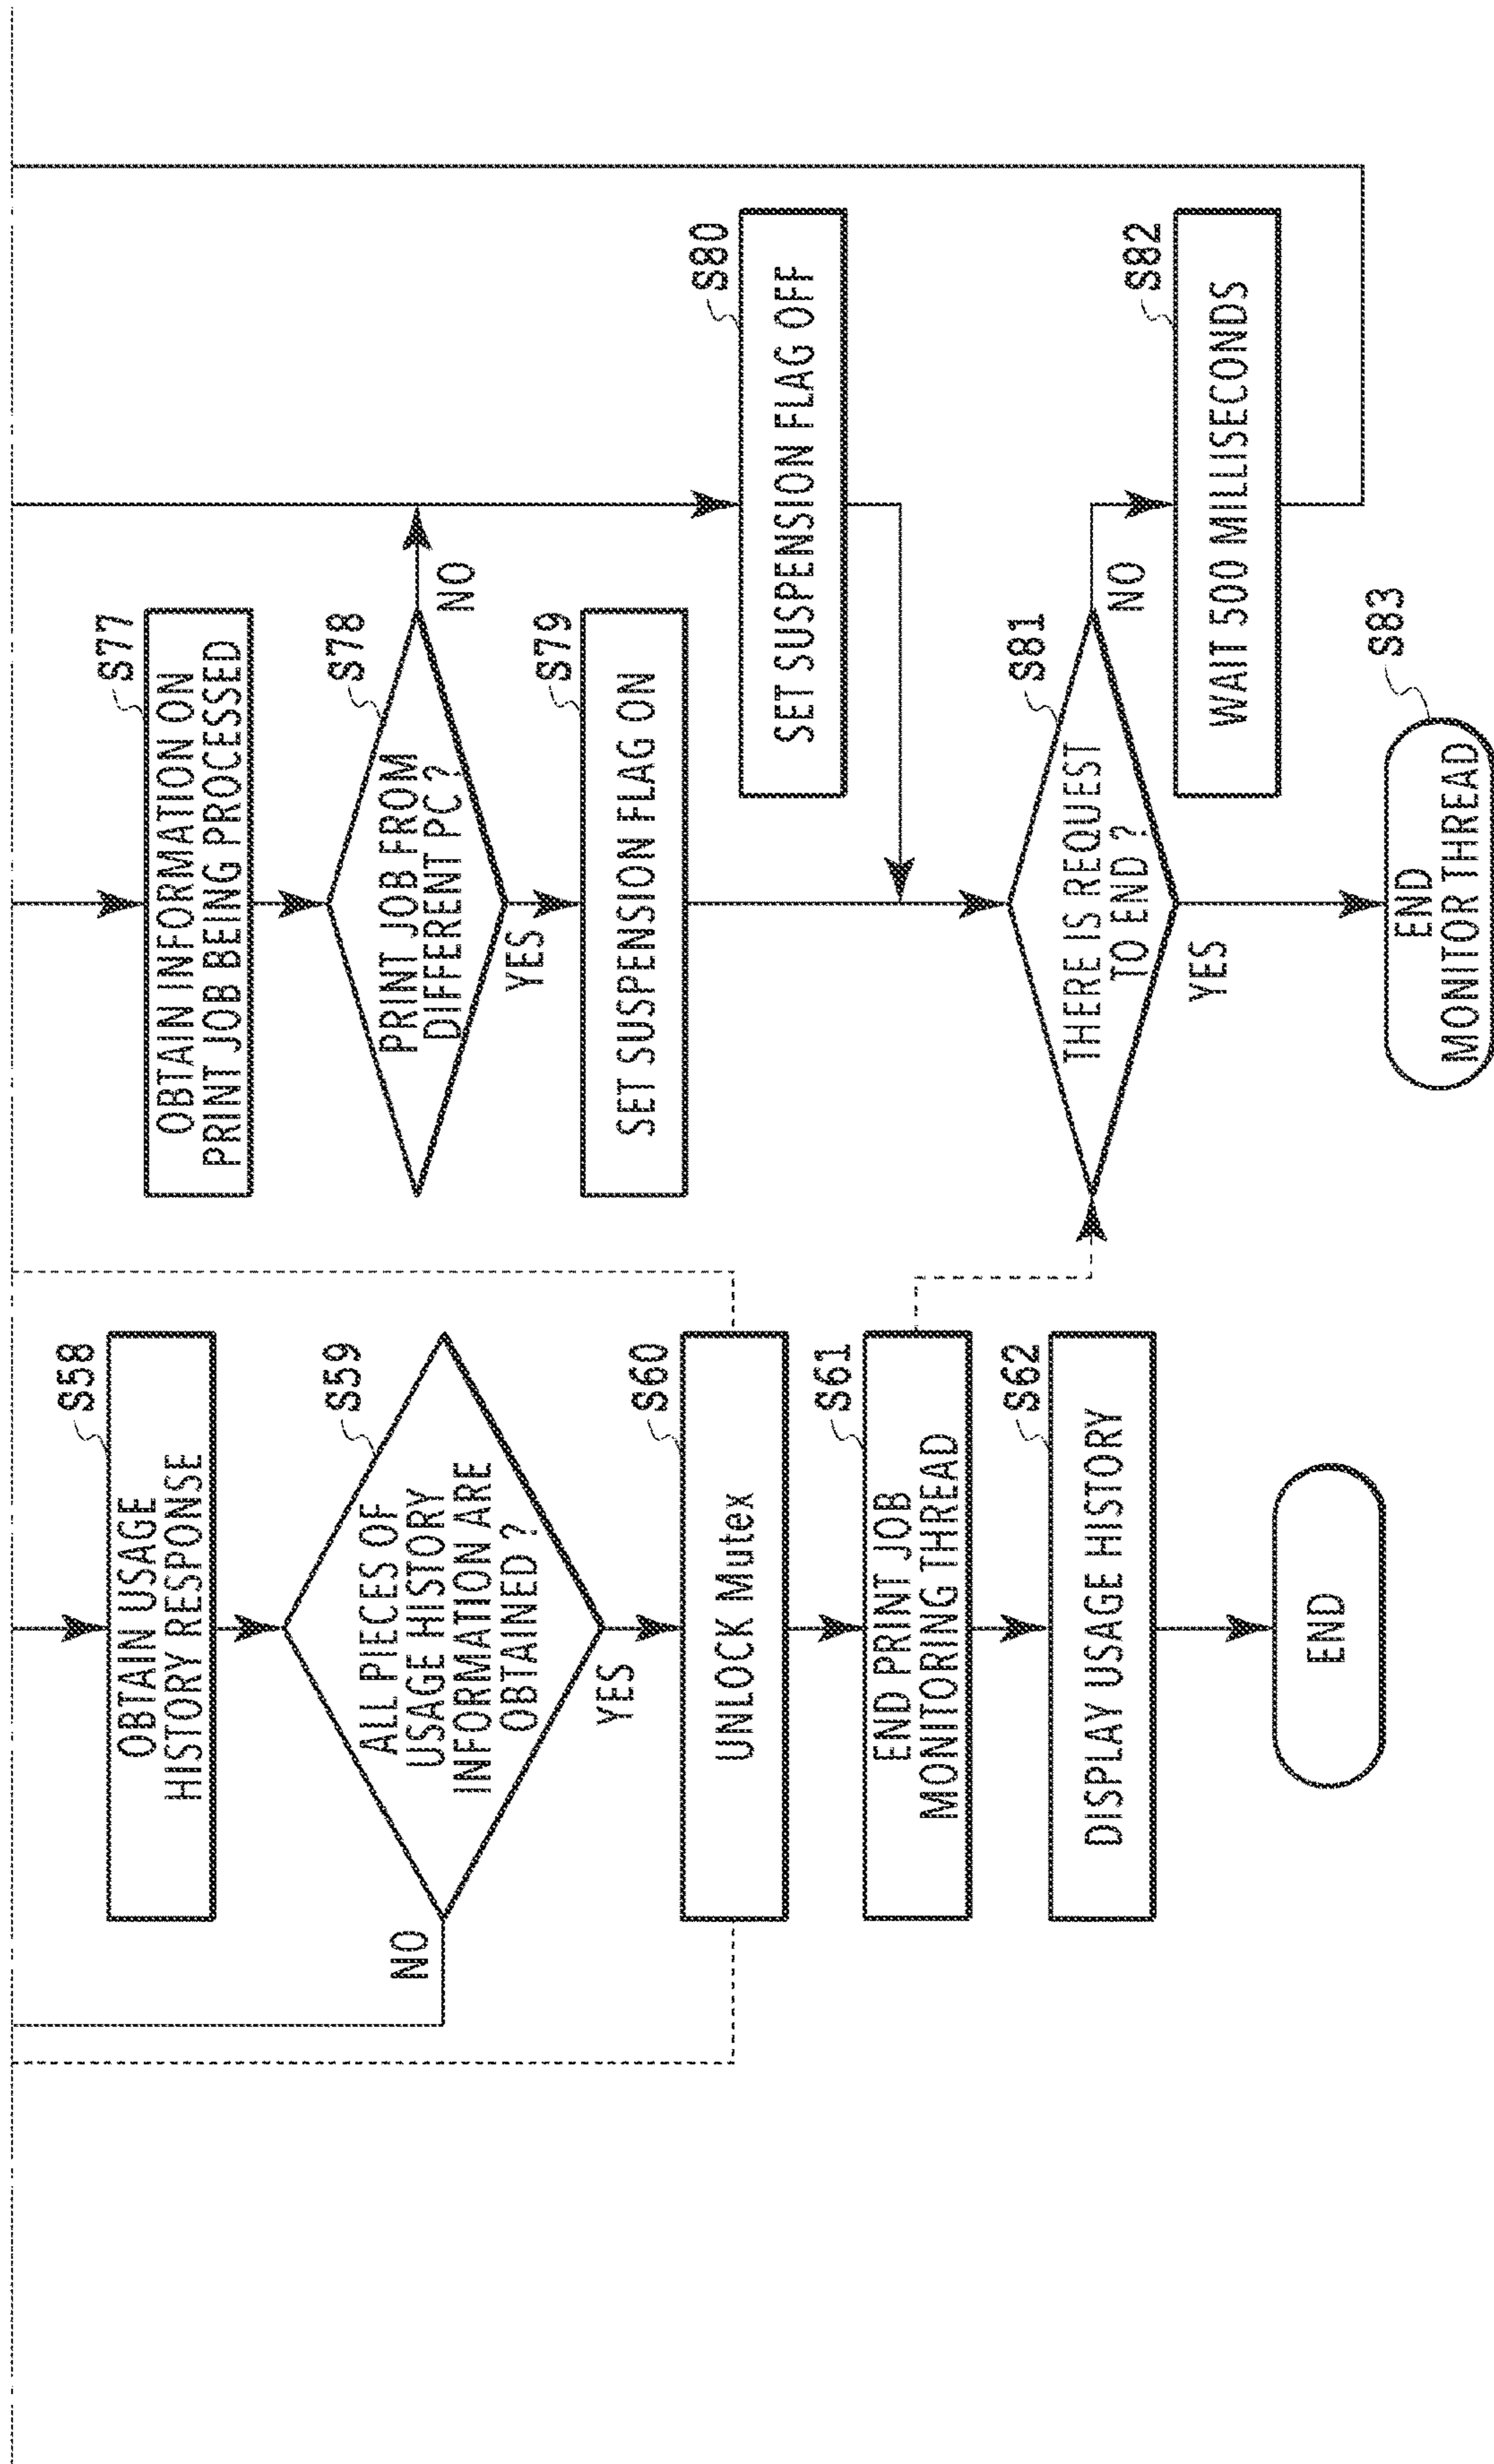 S58
OBTAIN USAGE
HISTORY RESPONSE
S59
ALL PIECES OF
USAGE HISTORY
INFORMATION ARE
OBTAINED ?
NO
YES
S60
UNLOCK Mutex
S61
END PRINT JOB
MONITORING THREAD
S62
DISPLAY USAGE HISTORY
END
S77
OBTAIN INFORMATION ON
PRINT JOB BEING PROCESSED
S78
PRINT JOB FROM
DIFFERENT PC ?
NO
YES
S79
SET SUSPENSION FLAG ON
S80
SET SUSPENSION FLAG OFF
S81
THERE IS REQUEST
TO END ?
NO
YES
S82
WAIT 500 MILLISECONDS
S83
END
MONITOR THREAD